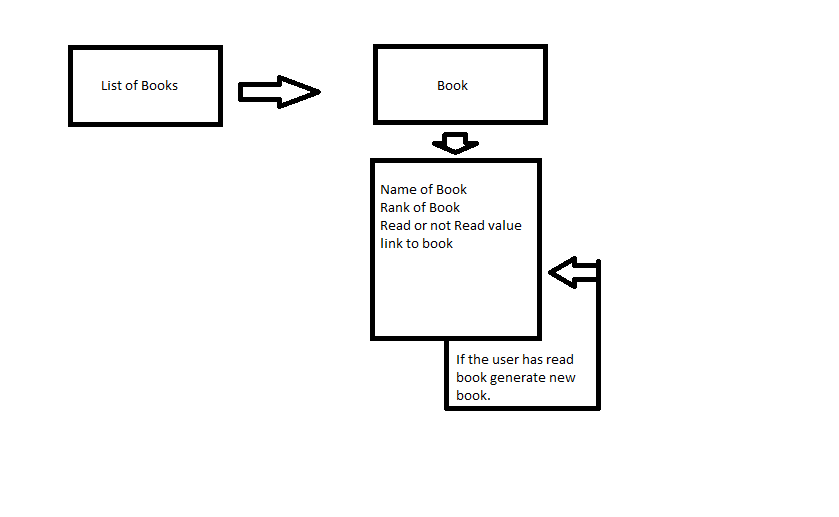 List of Books
Book
Name of Book
Rank of Book
Read or not Read value
link to book
If the user has read
book generate new
book.